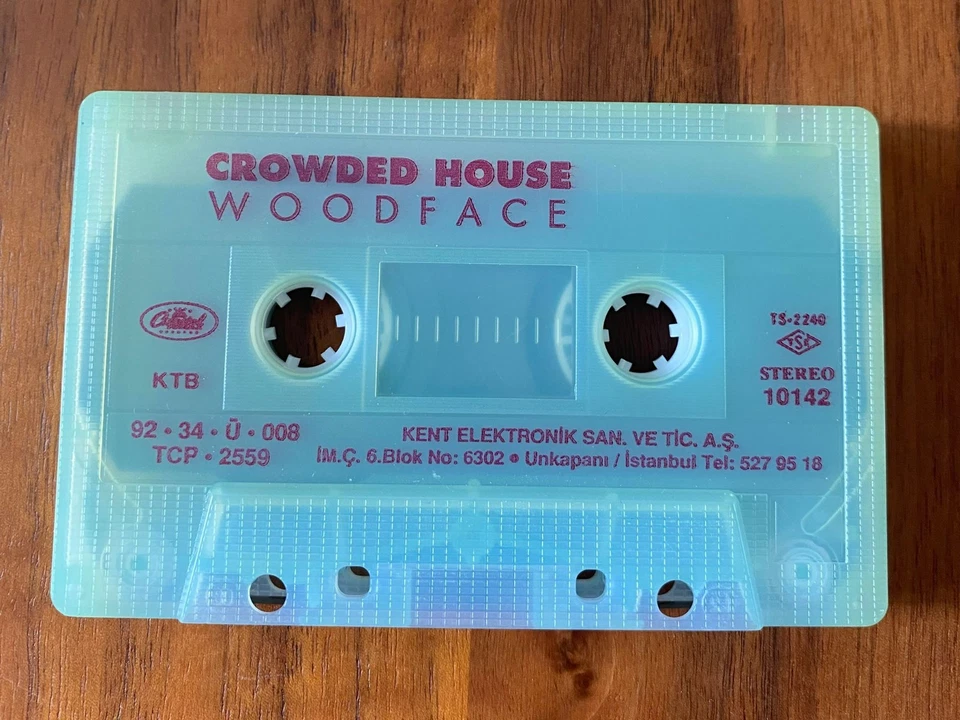 CROWDED HOUSE
WOODFACE
Capitol
RECORDS
KTB
TS-2240
TSE
STEREO
10142
92 • 34 • Ü • 008
TCP • 2559
KENT ELEKTRONİK SAN. VE TİC. A.Ş.
İM.Ç. 6.Blok No: 6302 • Unkapanı / İstanbul Tel: 527 95 18